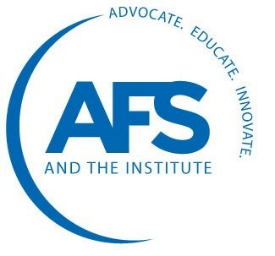 ADVOCATE. EDUCATE. INNOVATE.
AFS
AND THE INSTITUTE